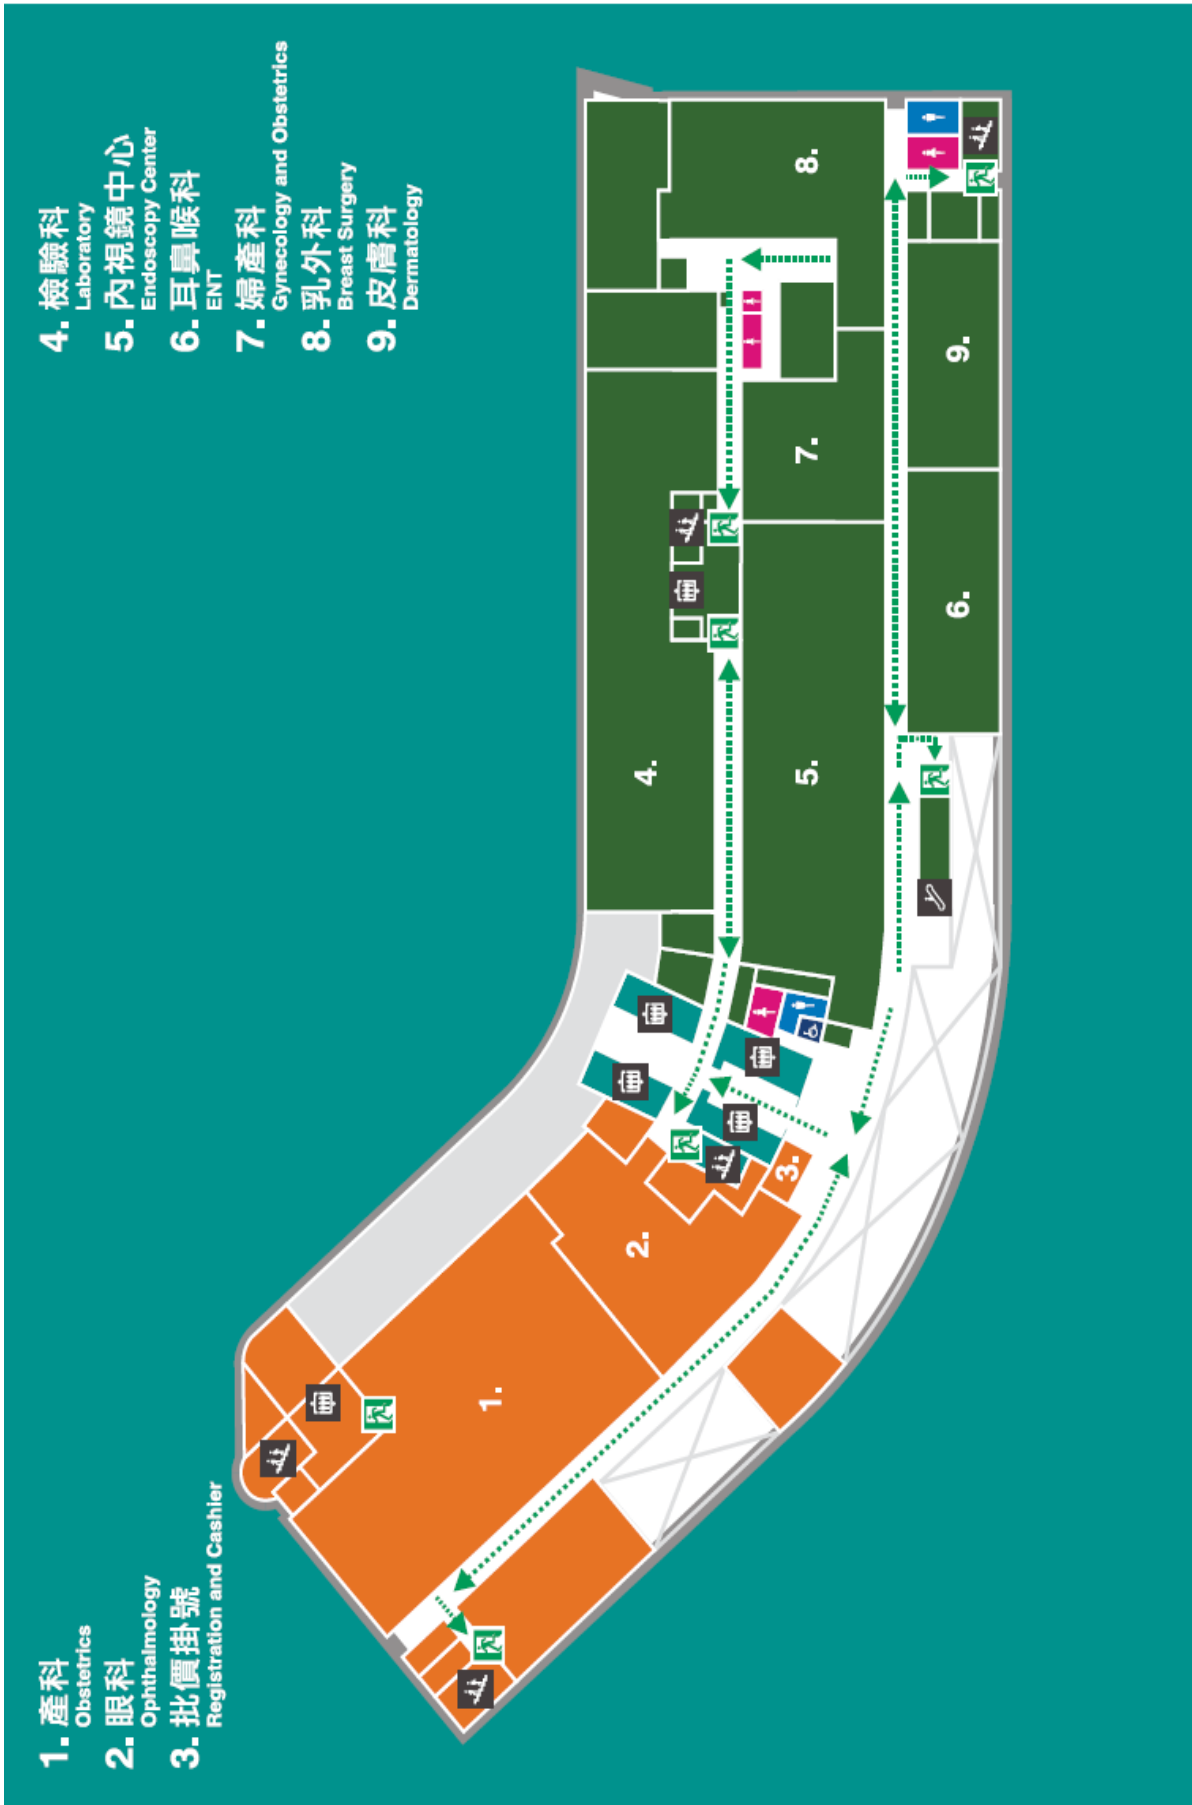 1. 產科
Obstetrics
2. 眼科
Ophthalmology
3. 批價掛號
Registration and Cashier
4. 檢驗科
Laboratory
5. 內視鏡中心
Endoscopy Center
6. 耳鼻喉科
ENT
7. 婦產科
Gynecology and Obstetrics
8. 乳外科
Breast Surgery
9. 皮膚科
Dermatology
1.
2.
3.
4.
5.
6.
7.
8.
9.